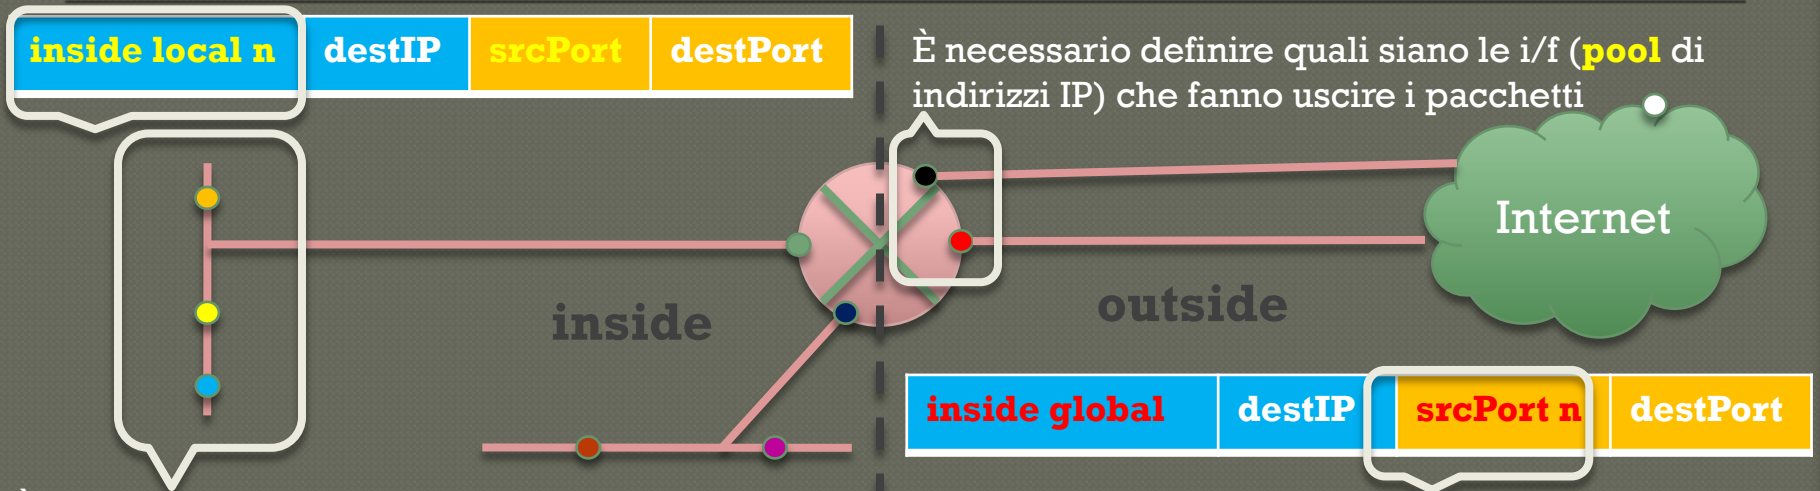 inside local n destIP srcPort destPort
È necessario definire quali siano le i/f (pool di
indirizzi IP) che fanno uscire i pacchetti
Internet
inside
outside
inside global destIP srcPort n destPort